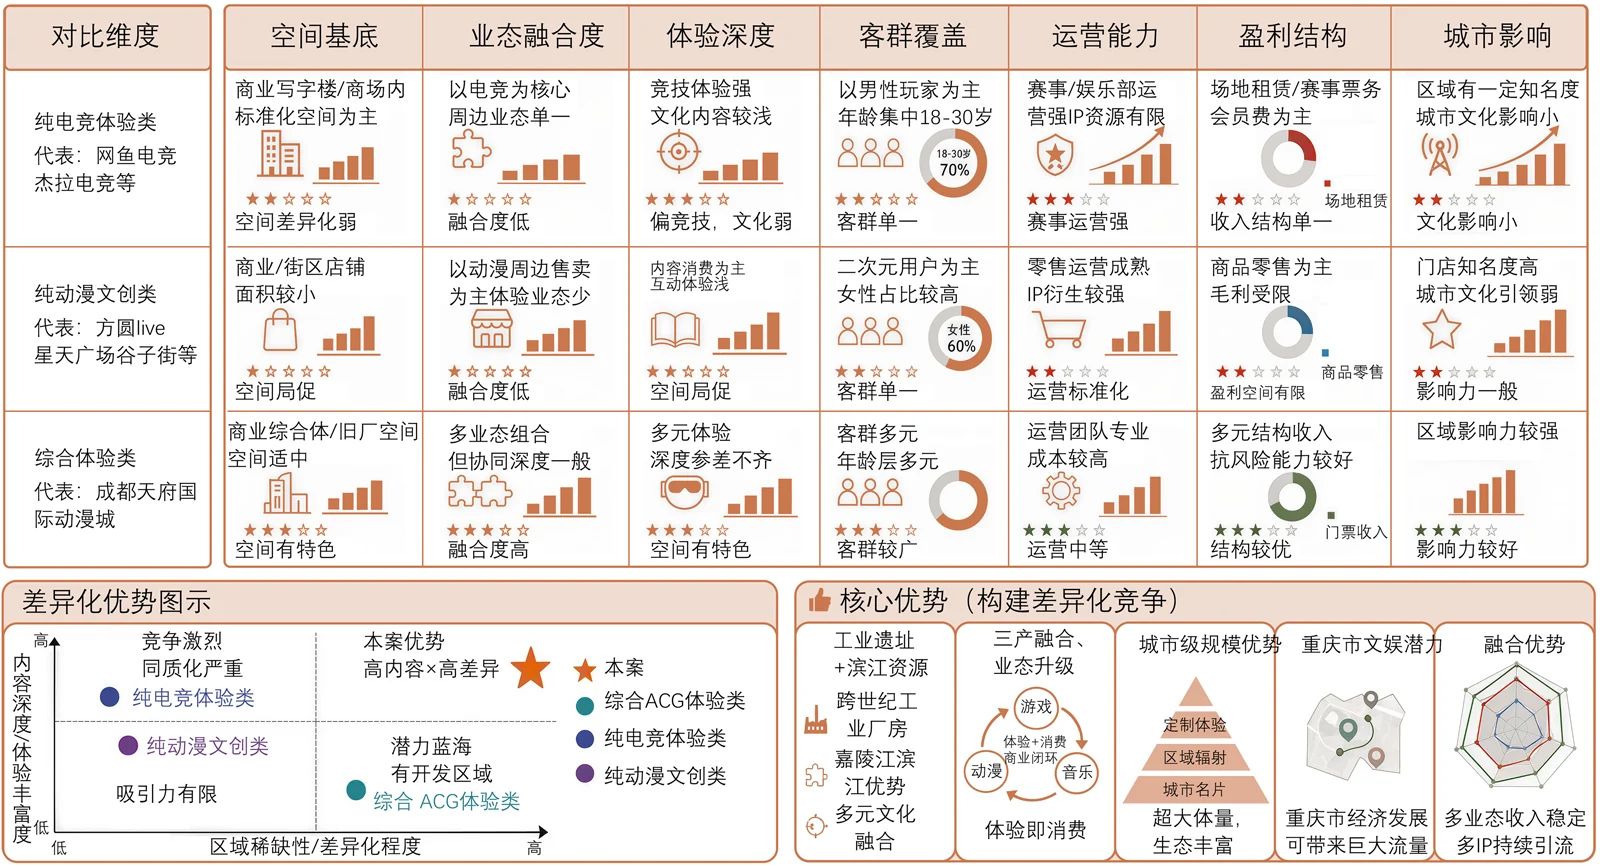 对比维度
空间基底
业态融合度
体验深度
客群覆盖
运营能力
盈利结构
城市影响
纯电竞体验类
代表：网鱼电竞
杰拉电竞等
商业写字楼/商场内
标准化空间为主
空间差异化弱
以电竞为核心
周边业态单一
融合度低
竞技体验强
文化内容较浅
偏竞技，文化弱
以男性玩家为主
年龄集中18-30岁
18-30岁
70%
客群单一
赛事/娱乐部运
营强IP资源有限
赛事运营强
场地租赁/赛事票务
会员费为主
场地租赁
收入结构单一
区域有一定知名度
城市文化影响小
文化影响小
纯动漫文创类
代表：方圆live
星天广场谷子街等
商业/街区店铺
面积较小
空间局促
以动漫周边售卖
为主体验业态少
融合度低
内容消费为主
互动体验浅
空间局促
二次元用户为主
女性占比较高
女性
60%
客群单一
零售运营成熟
IP衍生较强
运营标准化
商品零售为主
毛利受限
商品零售
盈利空间有限
门店知名度高
城市文化引领弱
影响力一般
综合体验类
代表：成都天府国
际动漫城
商业综合体/旧厂空间
空间适中
空间有特色
多业态组合
但协同深度一般
融合度高
多元体验
深度参差不齐
空间有特色
客群多元
年龄层多元
客群较广
运营团队专业
成本较高
运营中等
多元结构收入
抗风险能力较好
门票收入
结构较优
区域影响力较强
影响力较好
差异化优势图示
高
内容深度/体验丰富度
低
竞争激烈
同质化严重
纯电竞体验类
纯动漫文创类
吸引力有限
本案优势
高内容×高差异
潜力蓝海
有开发区域
综合 ACG体验类
低
区域稀缺性/差异化程度
高
本案
综合ACG体验类
纯电竞体验类
纯动漫文创类
核心优势（构建差异化竞争）
工业遗址
+滨江资源
跨世纪工
业厂房
嘉陵江滨
江优势
多元文化
融合
三产融合、
业态升级
游戏
体验+消费
商业闭环
动漫
音乐
体验即消费
城市级规模优势
定制体验
区域辐射
城市名片
超大体量，
生态丰富
重庆市文娱潜力
重庆市经济发展
可带来巨大流量
融合优势
多业态收入稳定
多IP持续引流